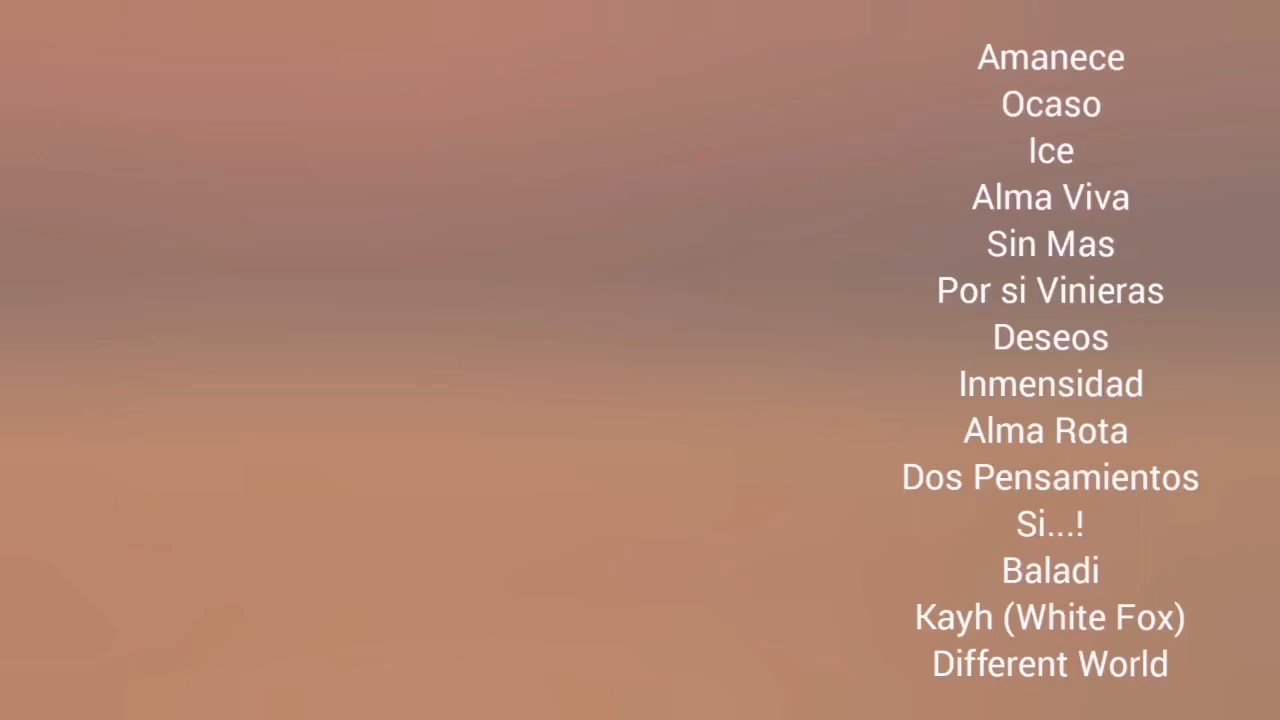 Amanece
Ocaso
Ice
Alma Viva
Sin Mas
Por si Vinieras
Deseos
Inmensidad
Alma Rota
Dos Pensamientos
Si...!
Baladi
Kayh (White Fox)
Different World